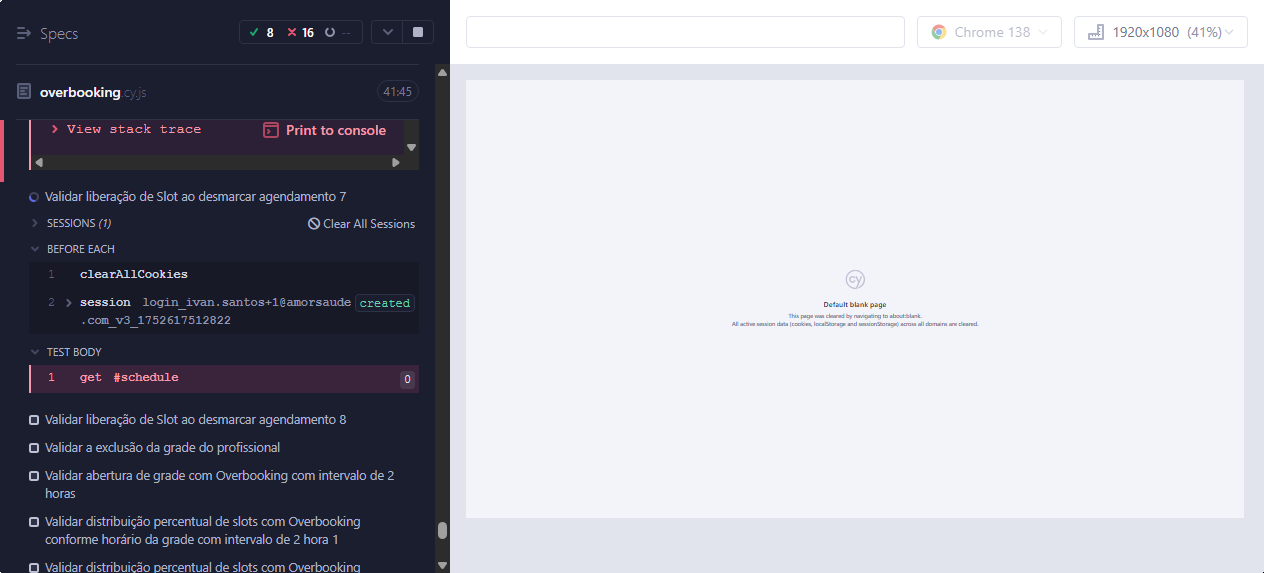 Specs
8
16
--
Chrome 138
1920x1080 (41%)
overbooking.cy.js
41:45
View stack trace
Print to console
Validar liberação de Slot ao desmarcar agendamento 7
SESSIONS (1)
Clear All Sessions
BEFORE EACH
1 clearAllCookies
2 session login_ivan.santos+1@amorsaude created
.com_v3_1752617512822
TEST BODY
1 get #schedule 0
Validar liberação de Slot ao desmarcar agendamento 8
Validar a exclusão da grade do profissional
Validar abertura de grade com Overbooking com intervalo de 2
horas
Validar distribuição percentual de slots com Overbooking
conforme horário da grade com intervalo de 2 hora 1
Validar distribuição percentual de slots com Overbooking
cy
Default blank page
This page was cleared by navigating to about:blank.
All active session data (cookies, localStorage and sessionStorage) across all domains are cleared.